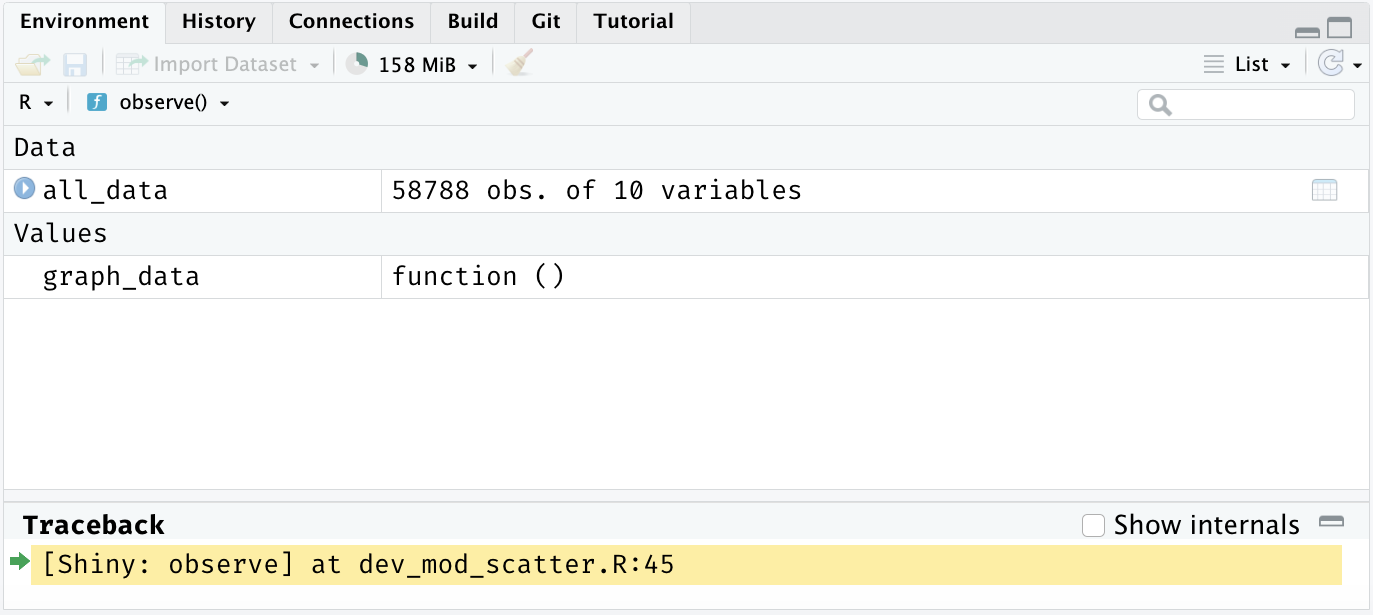 Environment History Connections Build Git Tutorial
Import Dataset 158 MiB List
R f observe()
Data
all_data 58788 obs. of 10 variables
Values
graph_data function ()
Traceback Show internals
[Shiny: observe] at dev_mod_scatter.R:45